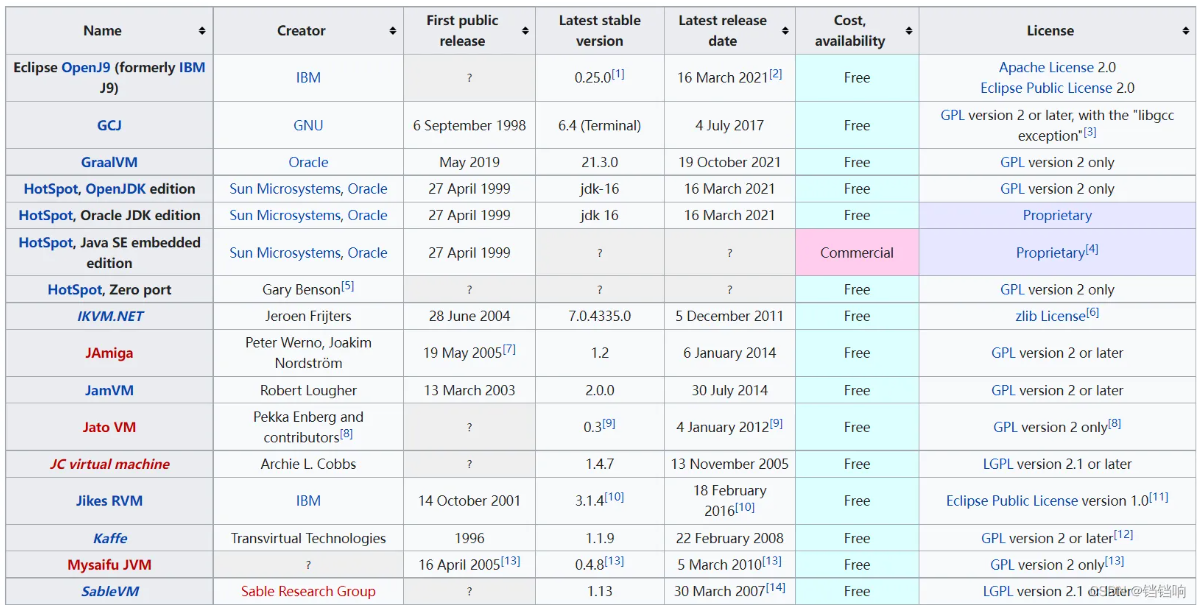 Name Creator First public release Latest stable version Latest release date Cost, availability License
Eclipse OpenJ9 (formerly IBM J9) IBM ? 0.25.0[1] 16 March 2021[2] Free Apache License 2.0 Eclipse Public License 2.0
GCJ GNU 6 September 1998 6.4 (Terminal) 4 July 2017 Free GPL version 2 or later, with the "libgcc exception"[3]
GraalVM Oracle May 2019 21.3.0 19 October 2021 Free GPL version 2 only
HotSpot, OpenJDK edition Sun Microsystems, Oracle 27 April 1999 jdk-16 16 March 2021 Free GPL version 2 only
HotSpot, Oracle JDK edition Sun Microsystems, Oracle 27 April 1999 jdk 16 16 March 2021 Free Proprietary
HotSpot, Java SE embedded edition Sun Microsystems, Oracle 27 April 1999 ? ? Commercial Proprietary[4]
HotSpot, Zero port Gary Benson[5] ? ? ? Free GPL version 2 only
IKVM.NET Jeroen Frijters 28 June 2004 7.0.4335.0 5 December 2011 Free zlib License[6]
JAmiga Peter Werno, Joakim Nordström 19 May 2005[7] 1.2 6 January 2014 Free GPL version 2 or later
JamVM Robert Lougher 13 March 2003 2.0.0 30 July 2014 Free GPL version 2 or later
Jato VM Pekka Enberg and contributors[8] ? 0.3[9] 4 January 2012[9] Free GPL version 2 only[8]
JC virtual machine Archie L. Cobbs ? 1.4.7 13 November 2005 Free LGPL version 2.1 or later
Jikes RVM IBM 14 October 2001 3.1.4[10] 18 February 2016[10] Free Eclipse Public License version 1.0[11]
Kaffe Transvirtual Technologies 1996 1.1.9 22 February 2008 Free GPL version 2 or later[12]
Mysaifu JVM ? 16 April 2005[13] 0.4.8[13] 5 March 2010[13] Free GPL version 2 only[13]
SableVM Sable Research Group ? 1.13 30 March 2007[14] Free LGPL version 2.1 or later
CSDN @铛铛响